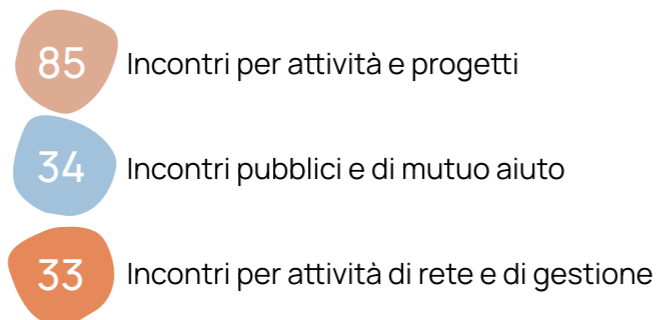 85 Incontri per attività e progetti
34 Incontri pubblici e di mutuo aiuto
33 Incontri per attività di rete e di gestione